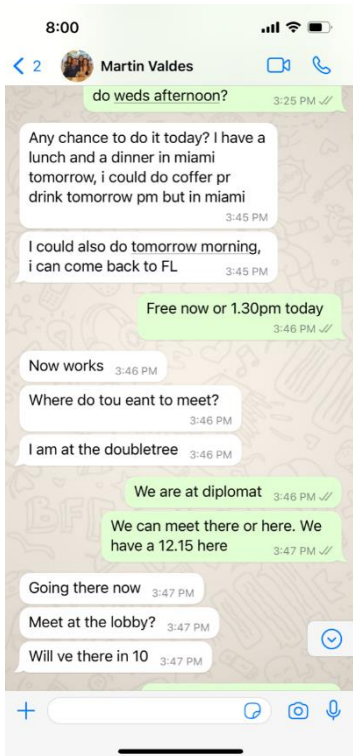 8:00
2
Martin Valdes
do weds afternoon?
3:25 PM
Any chance to do it today? I have a
lunch and a dinner in miami
tomorrow, i could do coffer pr
drink tomorrow pm but in miami
3:45 PM
I could also do tomorrow morning,
i can come back to FL 3:45 PM
Free now or 1.30pm today
3:46 PM
Now works 3:46 PM
Where do tou eant to meet?
3:46 PM
I am at the doubletree 3:46 PM
We are at diplomat 3:46 PM
We can meet there or here. We
have a 12.15 here 3:47 PM
Going there now 3:47 PM
Meet at the lobby? 3:47 PM
Will ve there in 10 3:47 PM